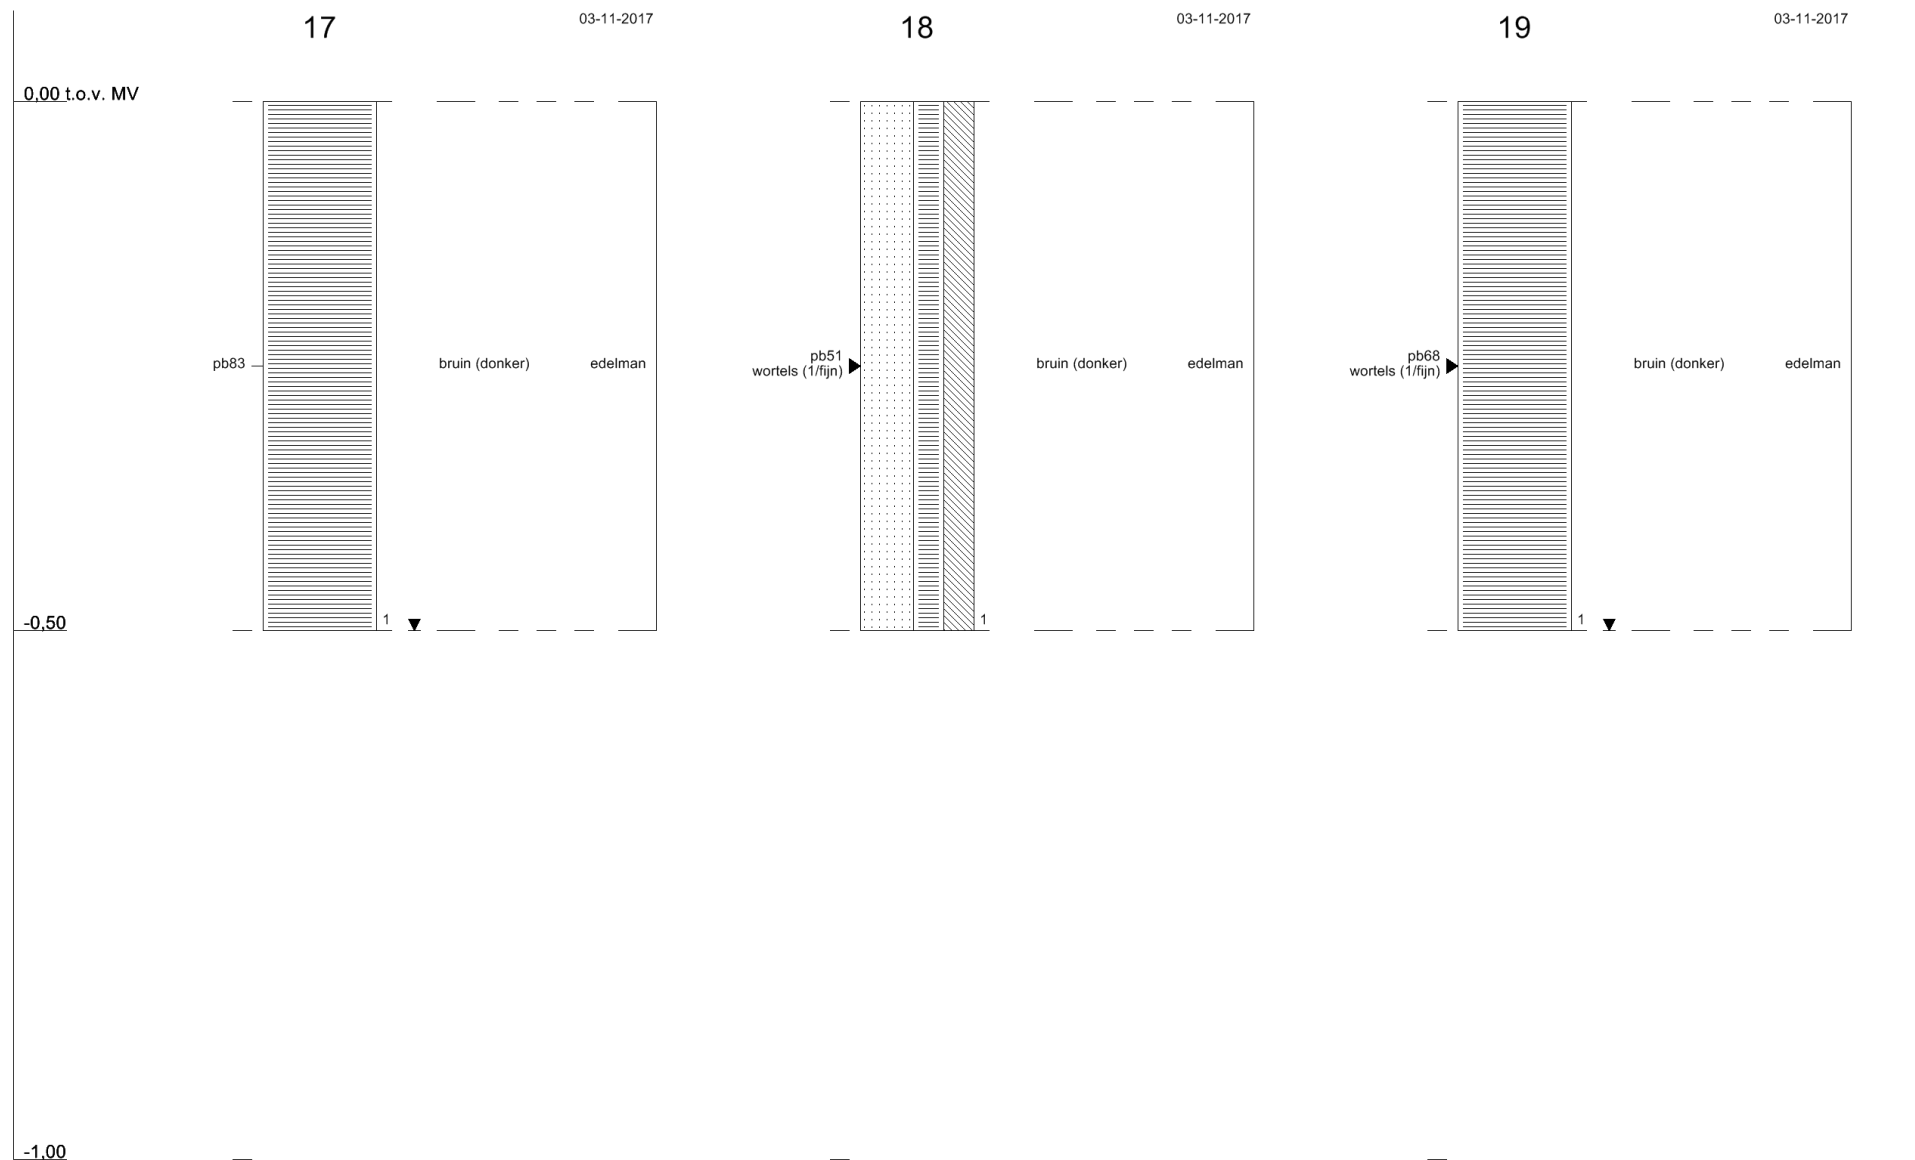 17
03-11-2017
18
03-11-2017
19
03-11-2017
0,00 t.o.v. MV
pb83
bruin (donker)
edelman
pb51
wortels (1/fijn)
bruin (donker)
edelman
pb68
wortels (1/fijn)
bruin (donker)
edelman
-0,50
1
1
1
-1,00